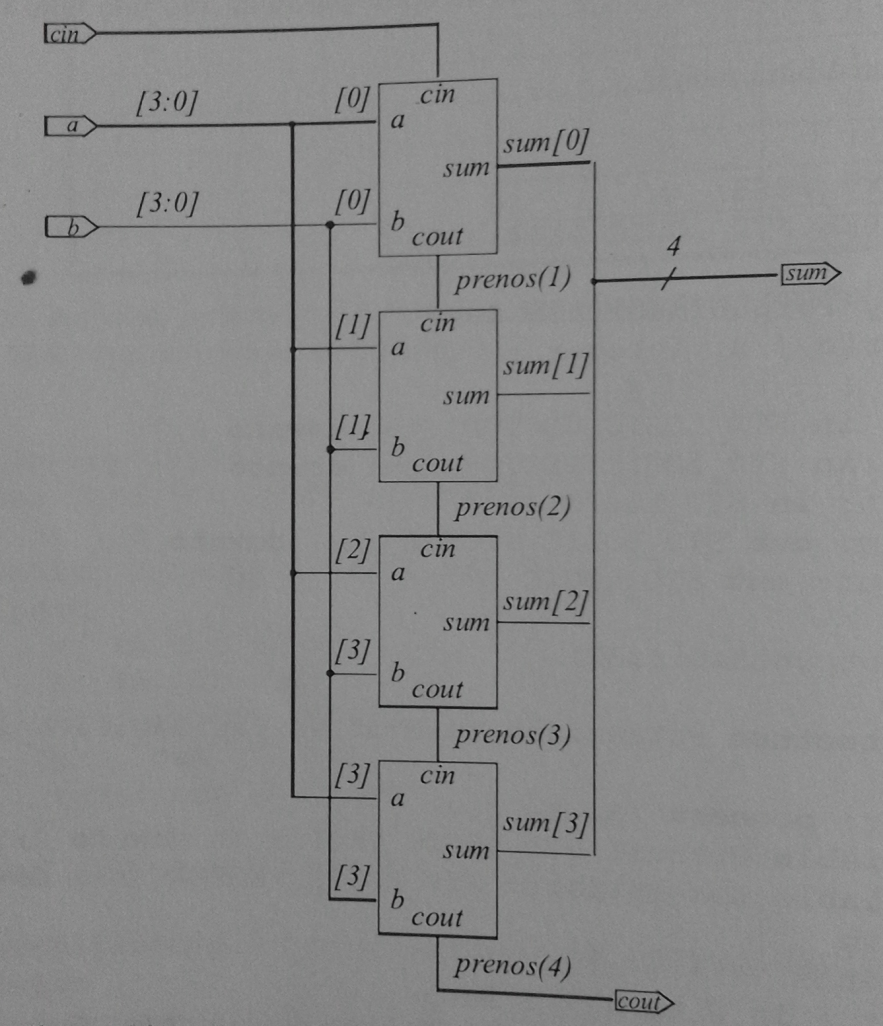 cin
cin
[3:0] [0]
a a
sum[0]
sum
[3:0] [0]
b b
cout
4
sum
prenos(1)
cin
[1]
a
sum[1]
sum
[1]
b
cout
prenos(2)
cin
[2]
a
sum[2]
sum
[3]
b
cout
prenos(3)
cin
[3]
a
sum[3]
sum
[3]
b
cout
prenos(4)
cout